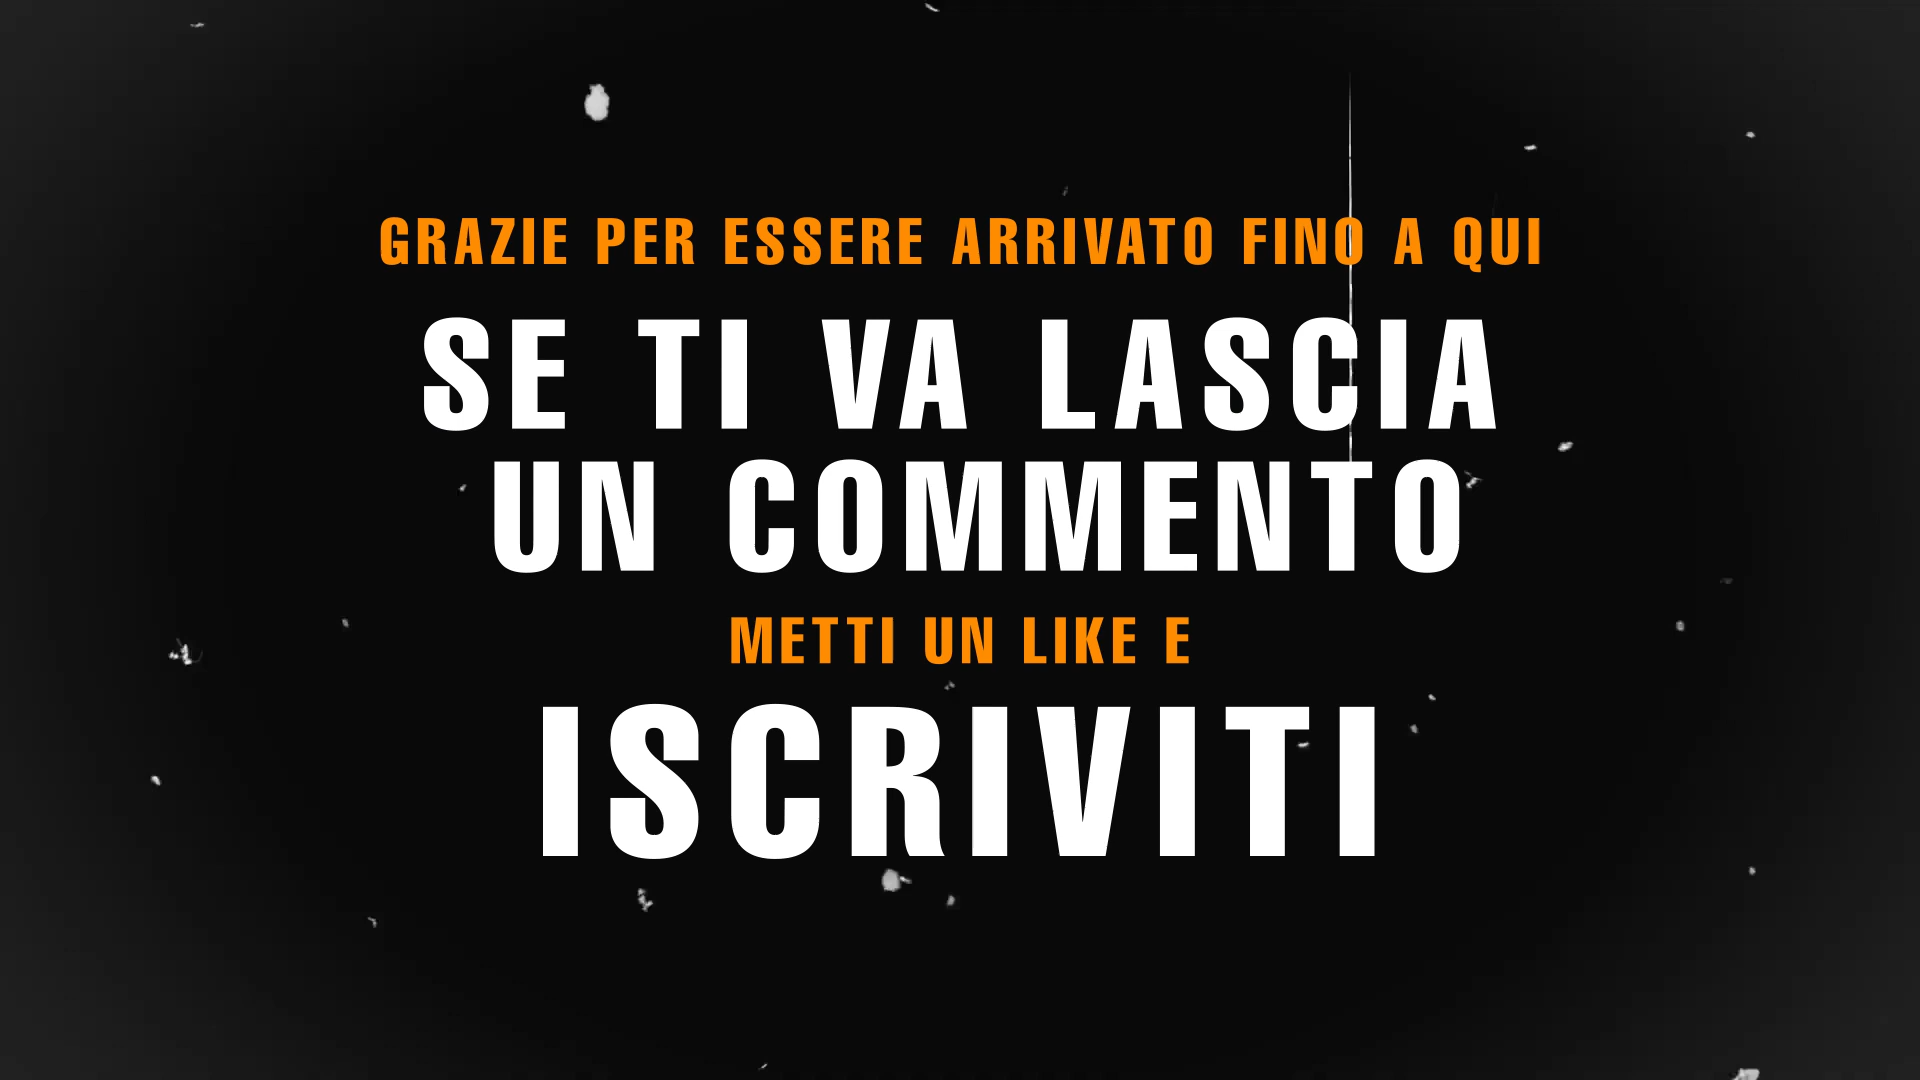 GRAZIE PER ESSERE ARRIVATO FINO A QUI
SE TI VA LASCIA
UN COMMENTO
METTI UN LIKE E
ISCRIVITI